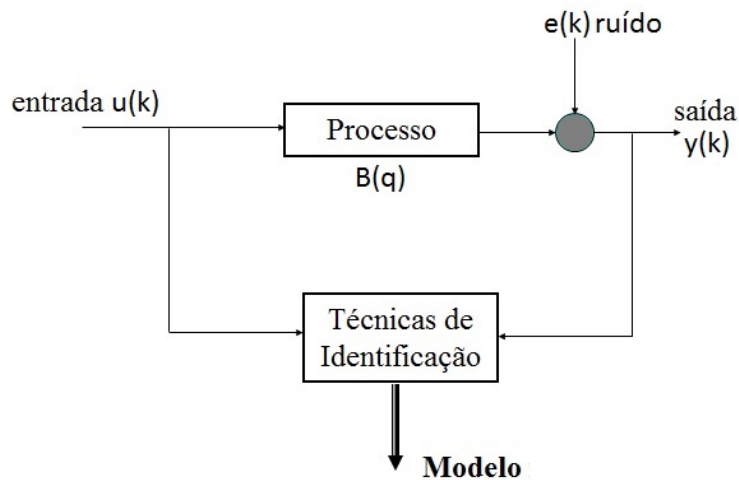 e(k) ruído
entrada u(k)
Processo
saída
y(k)
B(q)
Técnicas de
Identificação
Modelo